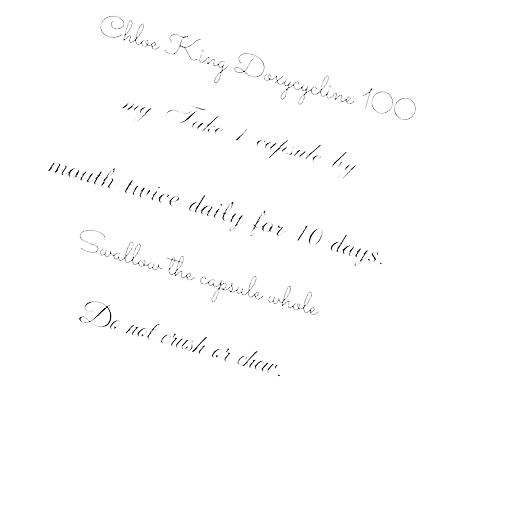 Chloe King Doxycycline 100
my Take 1 capsule by
mouth twice daily for 10 days.
Swallow the capsule whole.
Do not crush or chew.